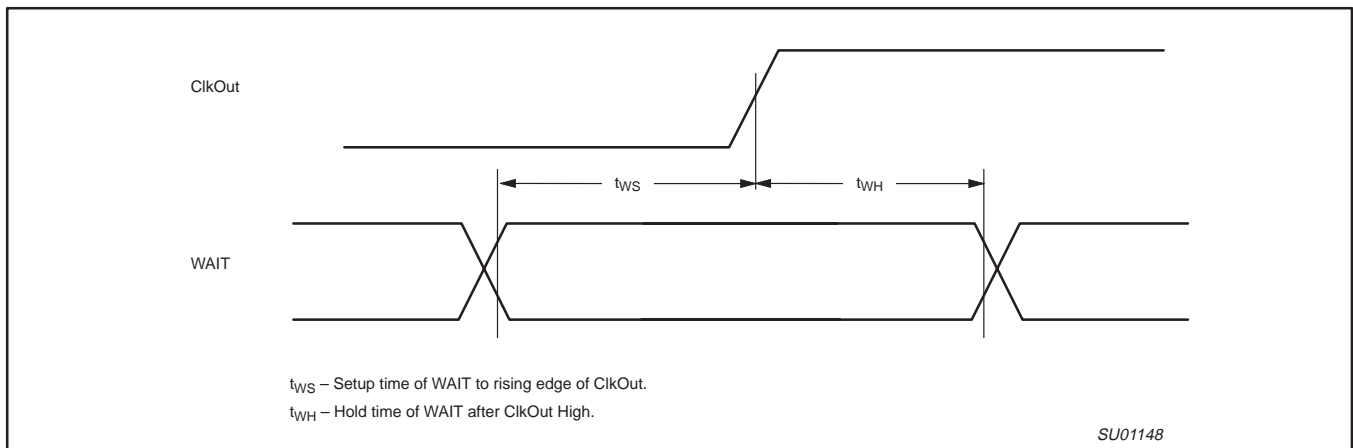 ClkOut
tWS
tWH
WAIT
tWS – Setup time of WAIT to rising edge of ClkOut.
tWH – Hold time of WAIT after ClkOut High.
SU01148